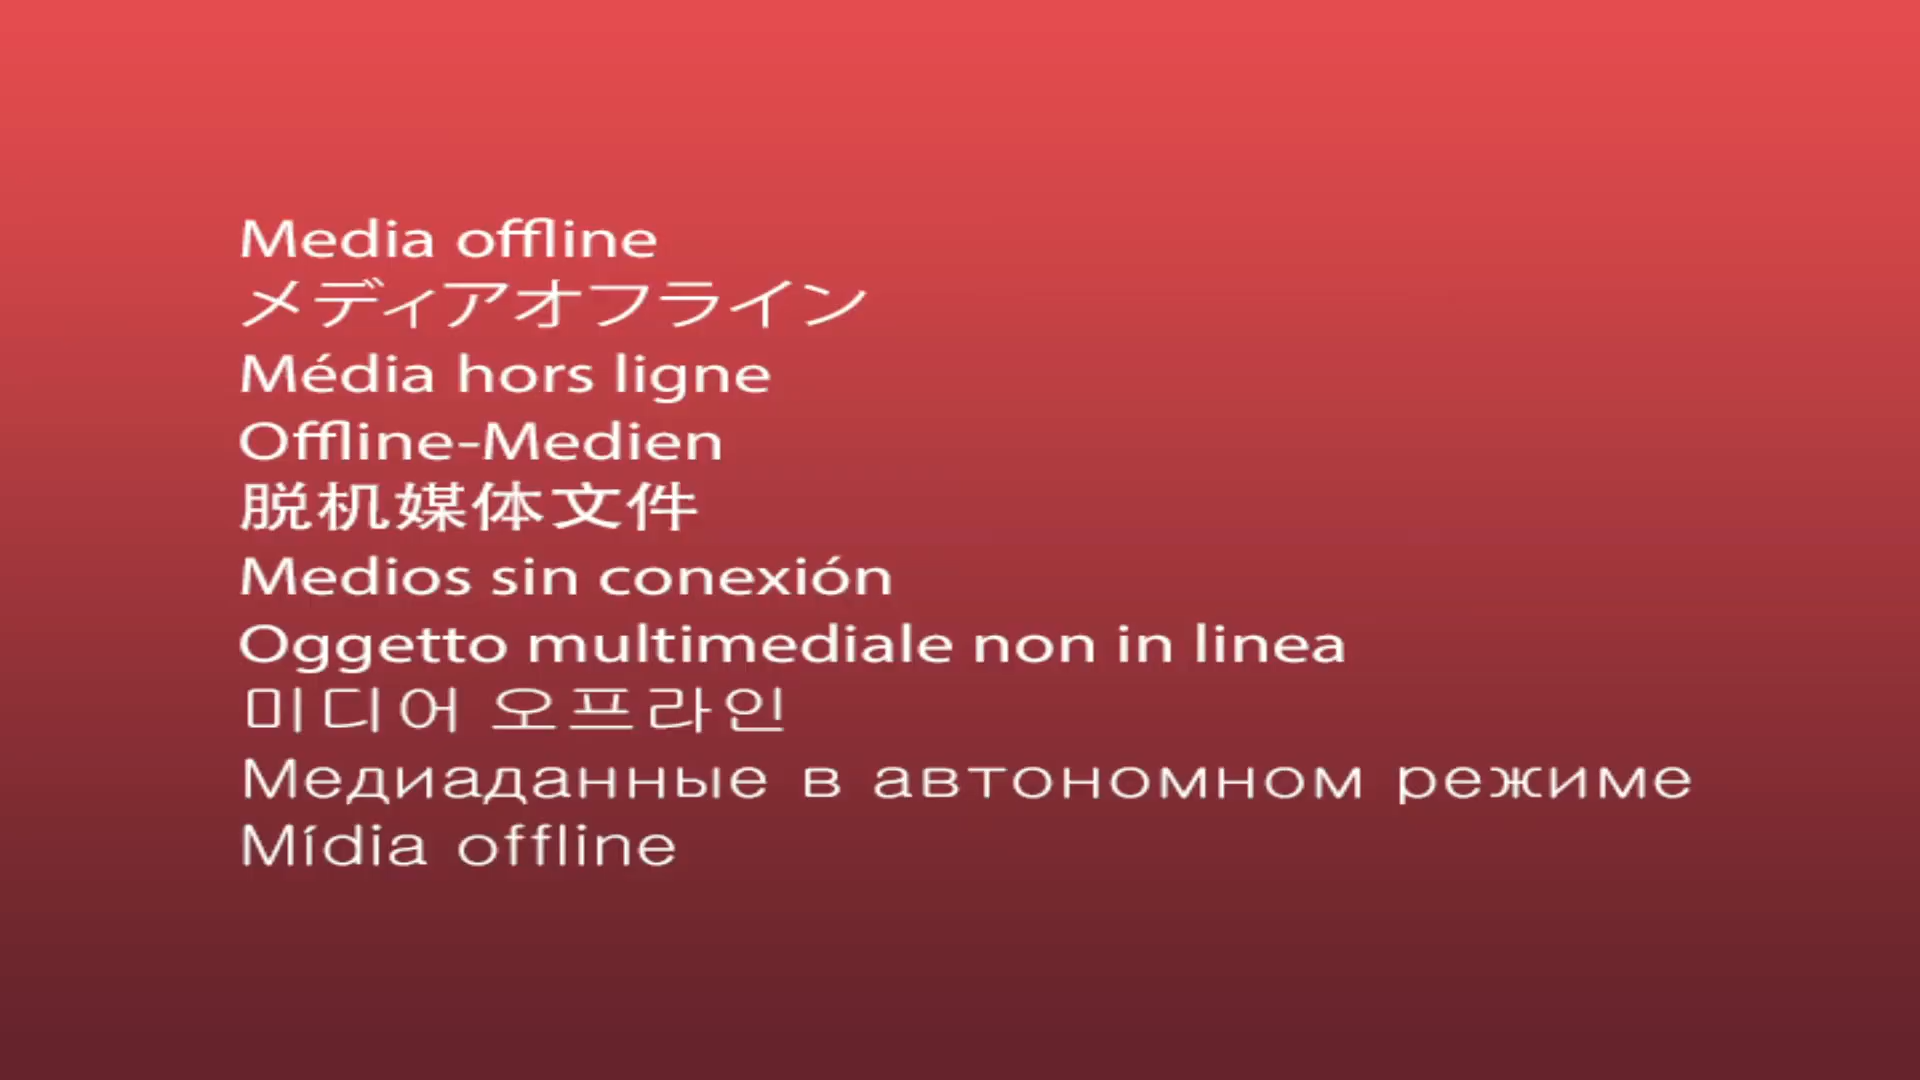 Media offline
メディアオフライン
Média hors ligne
Offline-Medien
脱机媒体文件
Medios sin conexión
Oggetto multimediale non in linea
미디어 오프라인
Медиаданные в автономном режиме
Mídia offline